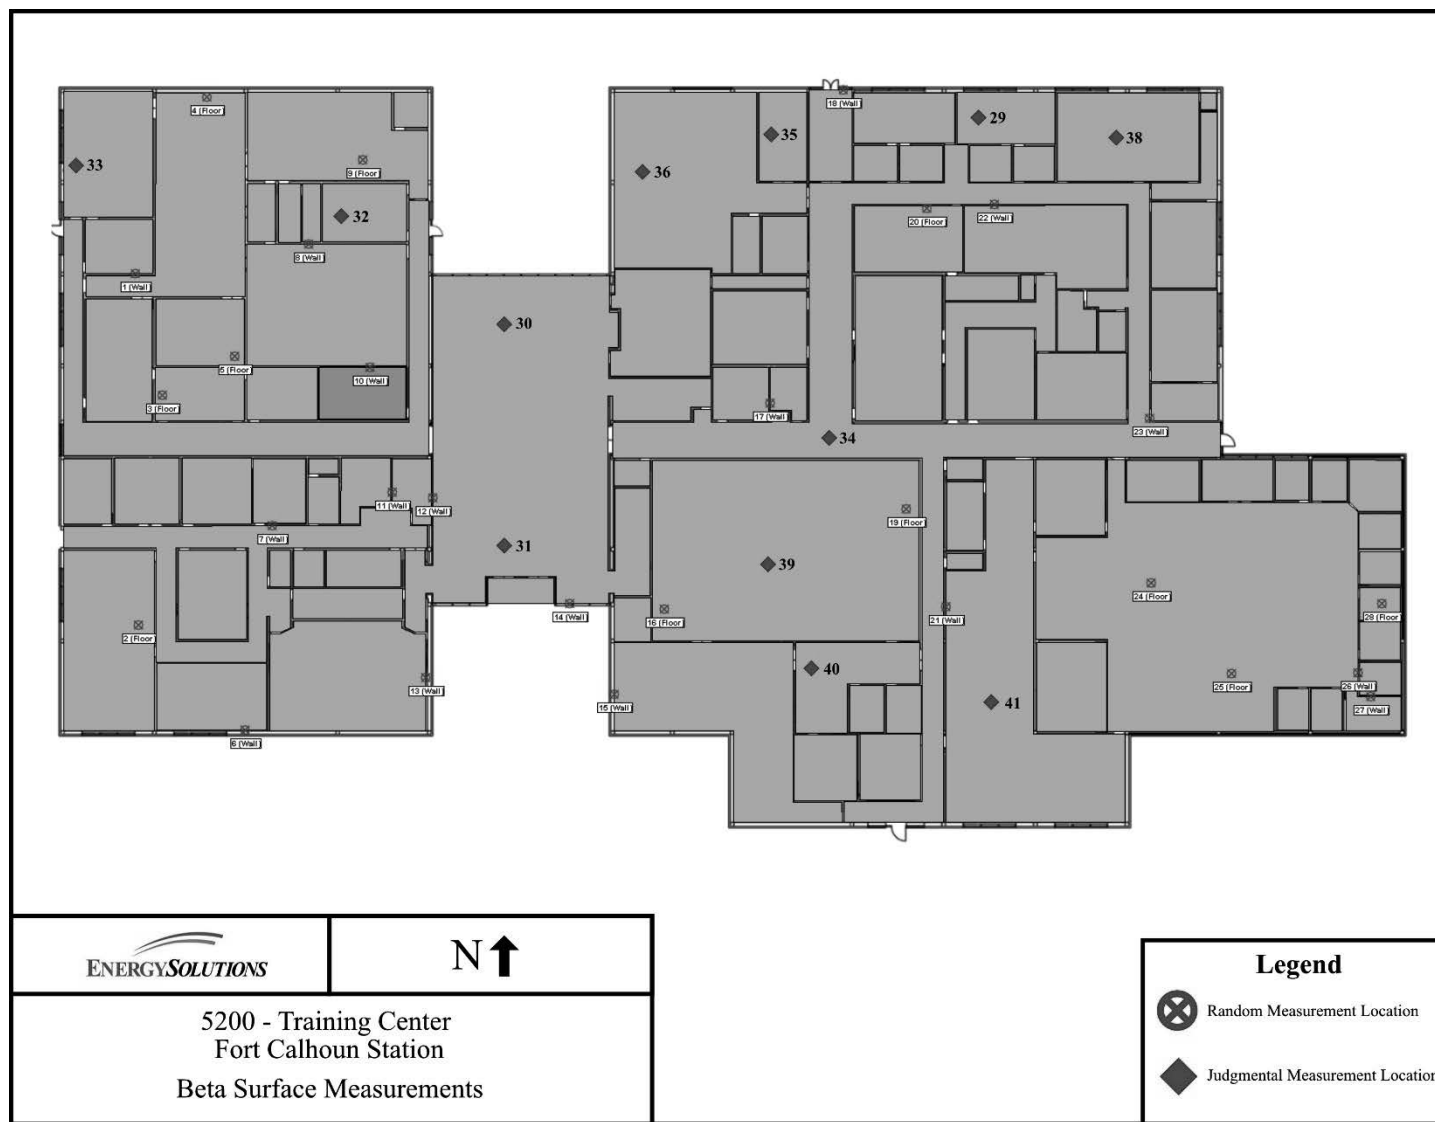 18 (Wall)
4 (Floor)
29
35
38
9 (Floor)
33
36
32
20 (Floor)
22 (Wall)
8 (Wall)
1 (Wall)
30
5 (Floor)
10 (Wall)
3 (Floor)
17 (Wall)
23 (Wall)
34
11 (Wall)
12 (Wall)
19 (Floor)
7 (Wall)
31
39
24 (Floor)
14 (Wall)
16 (Floor)
21 (Wall)
28 (Floor)
2 (Floor)
40
13 (Wall)
25 (Floor)
26 (Wall)
15 (Wall)
41
27 (Wall)
6 (Wall)
ENERGYSOLUTIONS
N
5200 - Training Center
Fort Calhoun Station
Beta Surface Measurements
Legend
Random Measurement Location
Judgmental Measurement Location